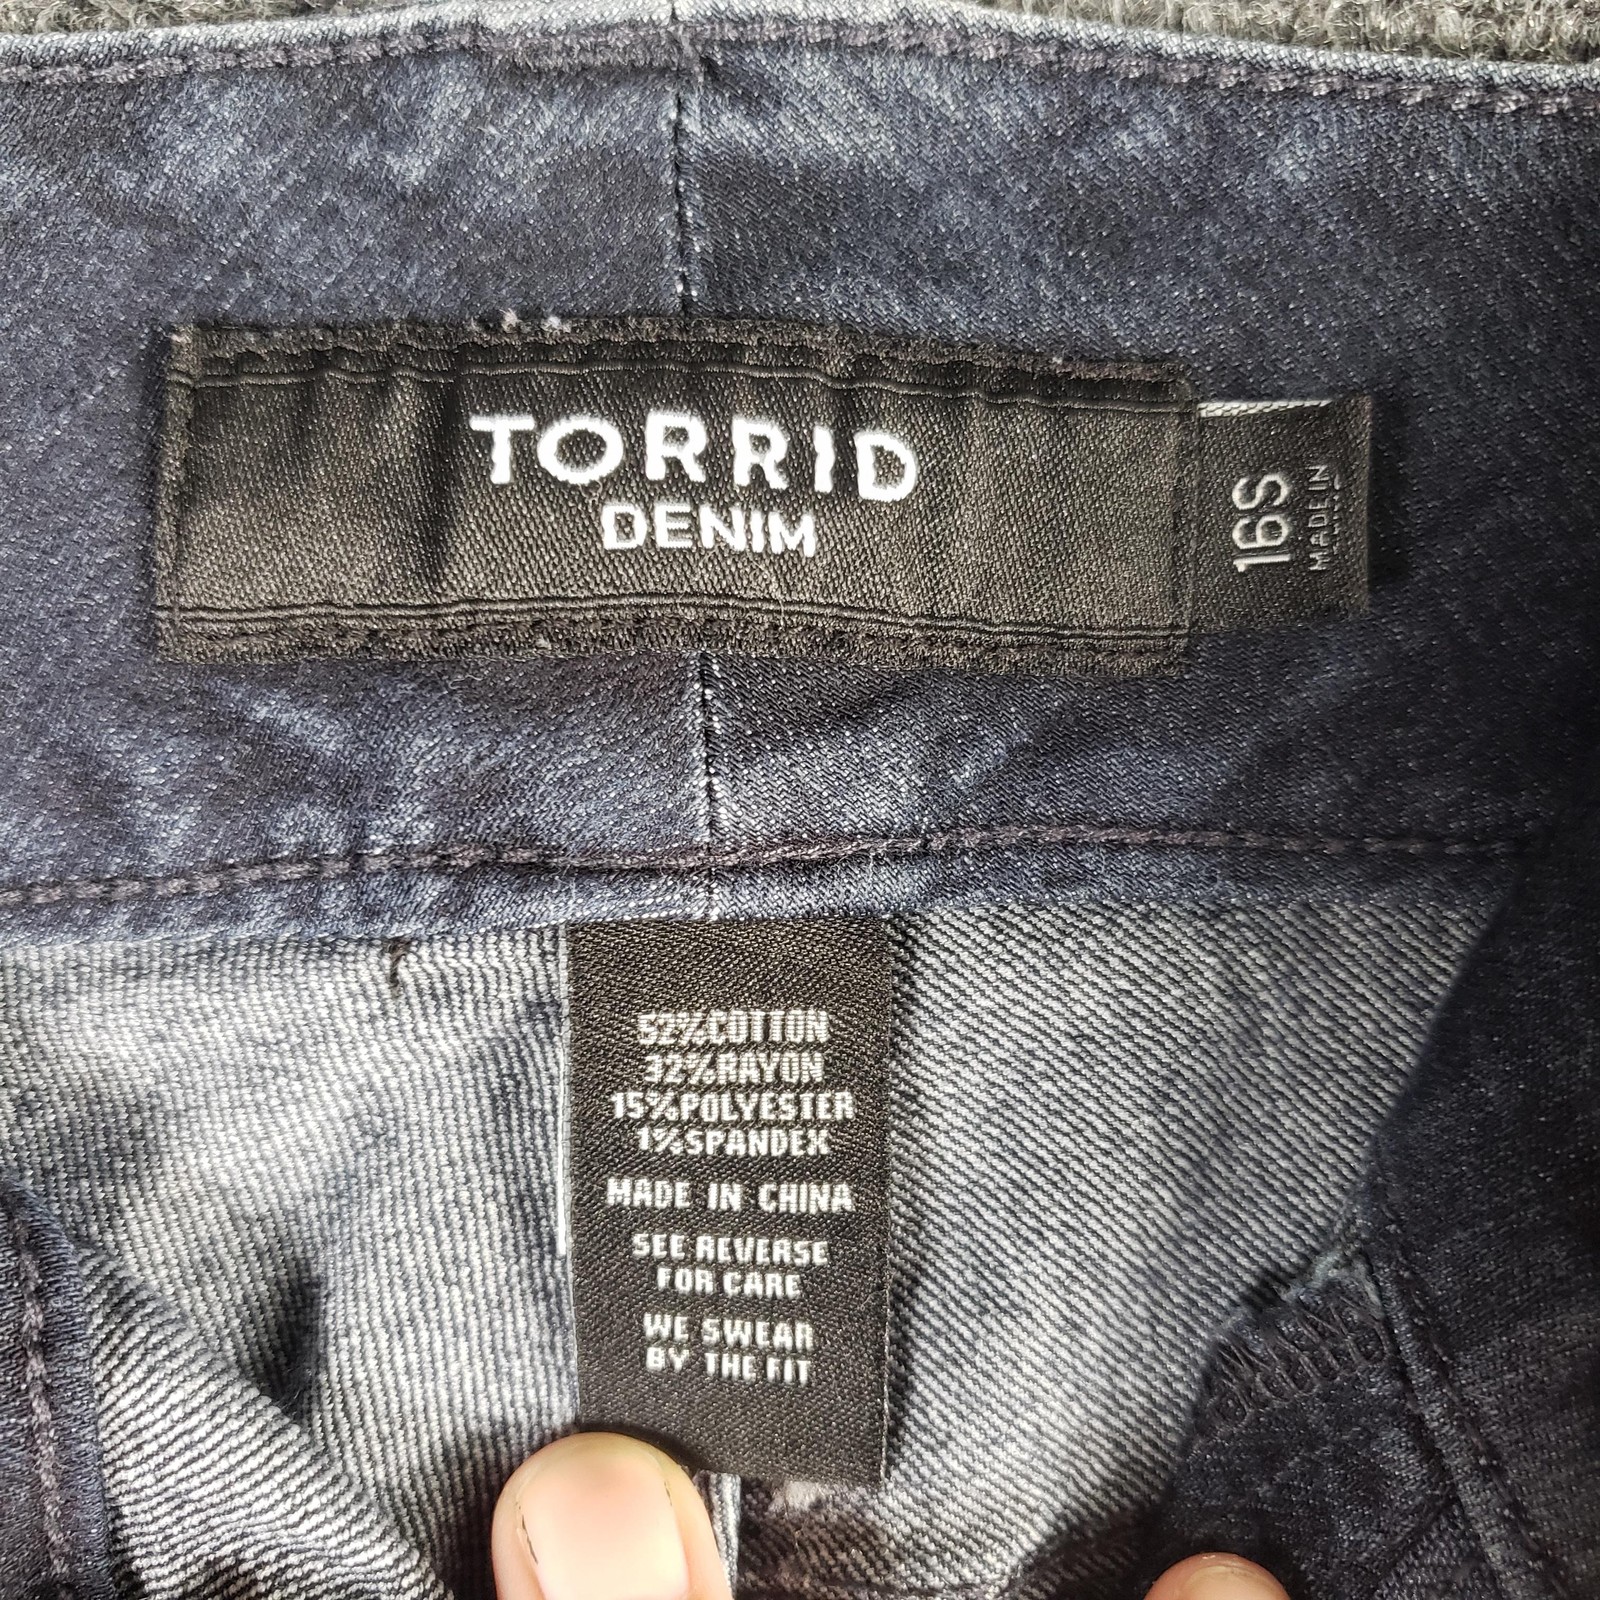 TORRID
DENIM
16S
MADE IN
52%COTTON
32%RAYON
15%POLYESTER
1%SPANDEX
MADE IN CHINA
SEE REVERSE
FOR CARE
WE SWEAR
BY THE FIT